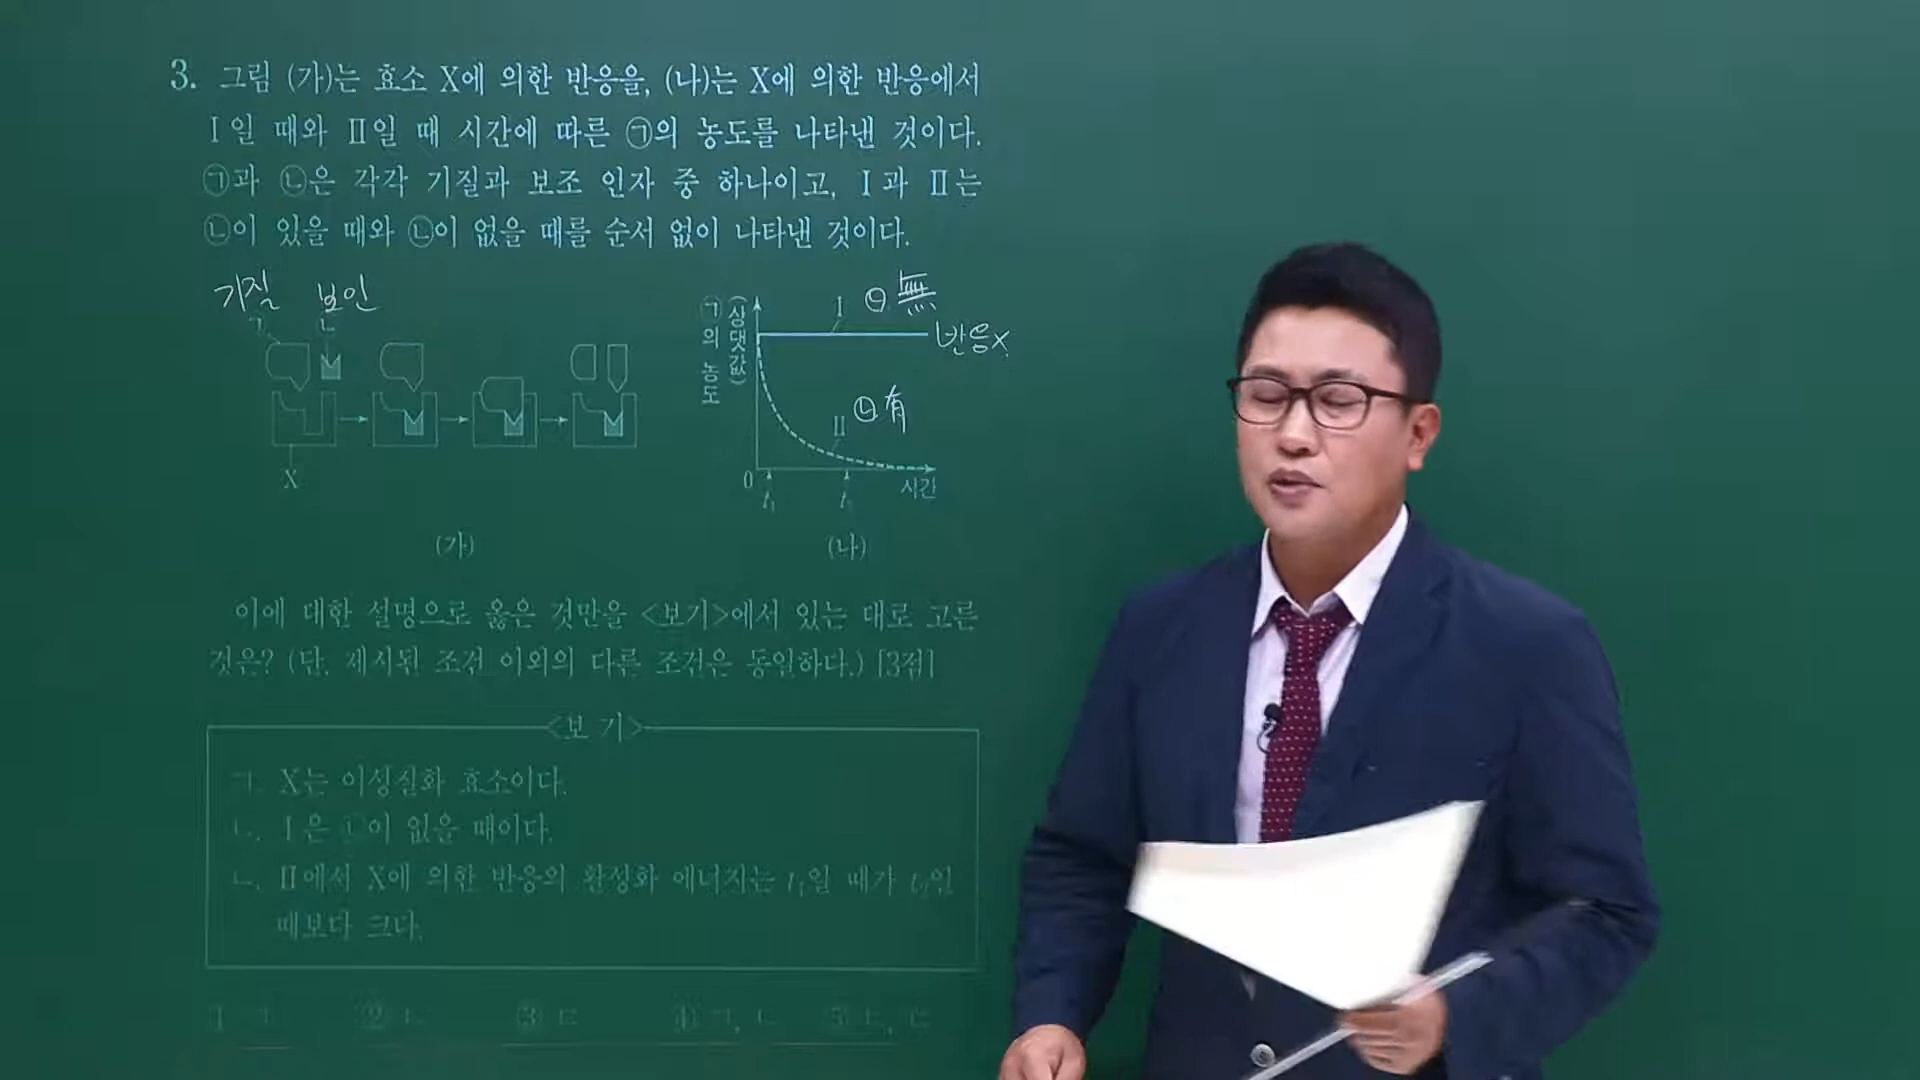 3. 그림 (가)는 효소 X에 의한 반응을, (나)는 X에 의한 반응에서
Ⅰ일 때와 Ⅱ일 때 시간에 따른 ㉠의 농도를 나타낸 것이다.
㉠과 ㉡은 각각 기질과 보조 인자 중 하나이고, Ⅰ과 Ⅱ는
㉡이 있을 때와 ㉡이 없을 때를 순서 없이 나타낸 것이다.
기질 보인
X
(가)
㉠의 농도 (상댓값)
Ⅰ ㉡ 無
반응X
Ⅱ ㉡ 有
0 t₁ t₂ 시간
(나)
이에 대한 설명으로 옳은 것만을 <보기>에서 있는 대로 고른
것은? (단, 제시된 조건 이외의 다른 조건은 동일하다.) [3점]
<보 기>
ㄱ. X는 이성질화 효소이다.
ㄴ. Ⅰ은 ㉡이 없을 때이다.
ㄷ. Ⅱ에서 X에 의한 반응의 활성화 에너지는 t₁일 때가 t₂일
때보다 크다.
① ㄱ ② ㄴ ③ ㄷ ④ ㄱ, ㄴ ⑤ ㄴ, ㄷ